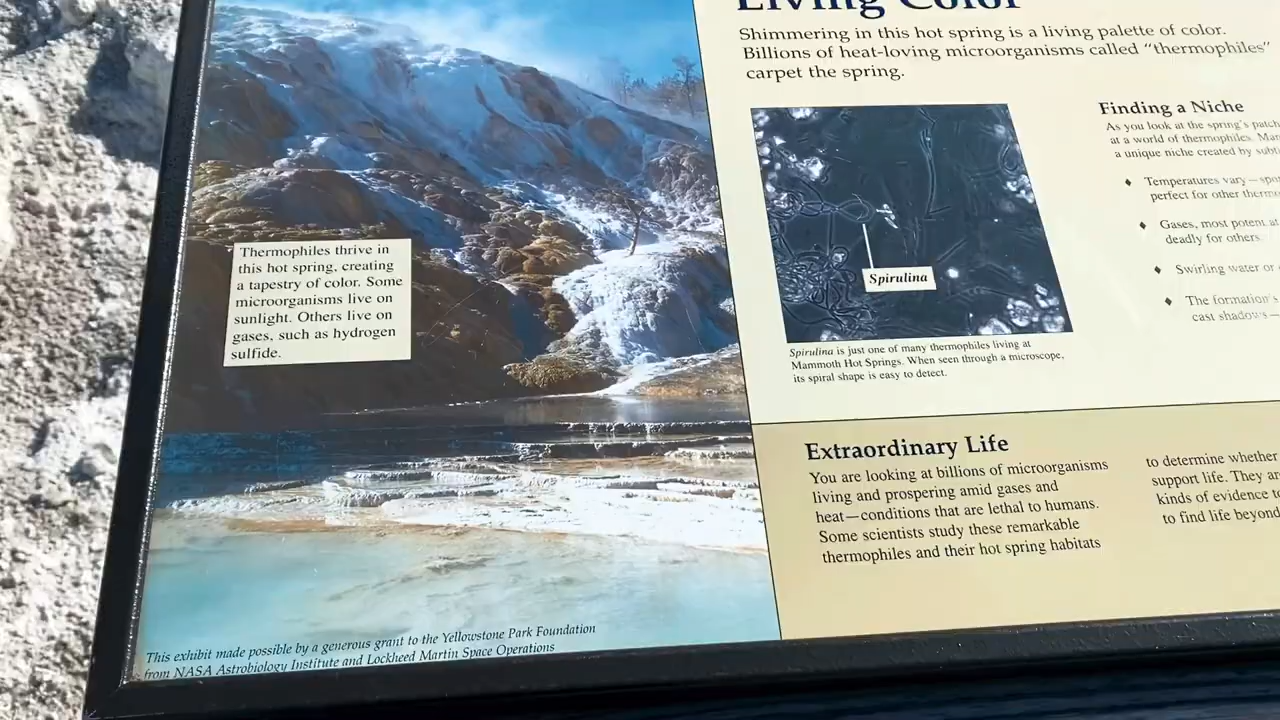 Living Color
Shimmering in this hot spring is a living palette of color.
Billions of heat-loving microorganisms called "thermophiles"
carpet the spring.
Thermophiles thrive in
this hot spring, creating
a tapestry of color. Some
microorganisms live on
sunlight. Others live on
gases, such as hydrogen
sulfide.
Spirulina
Spirulina is just one of many thermophiles living at
Mammoth Hot Springs. When seen through a microscope,
its spiral shape is easy to detect.
Finding a Niche
As you look at the spring's
at a world of thermophiles.
a unique niche created by
♦ Temperatures vary—
perfect for other
♦ Gases, most potent
deadly for others.
♦ Swirling water or
♦ The formation's
cast shadows—
Extraordinary Life
You are looking at billions of microorganisms
living and prospering amid gases and
heat—conditions that are lethal to humans.
Some scientists study these remarkable
thermophiles and their hot spring habitats
to determine whether
support life. They
kinds of evidence
to find life beyond
This exhibit made possible by a generous grant to the Yellowstone Park Foundation
from NASA Astrobiology Institute and Lockheed Martin Space Operations